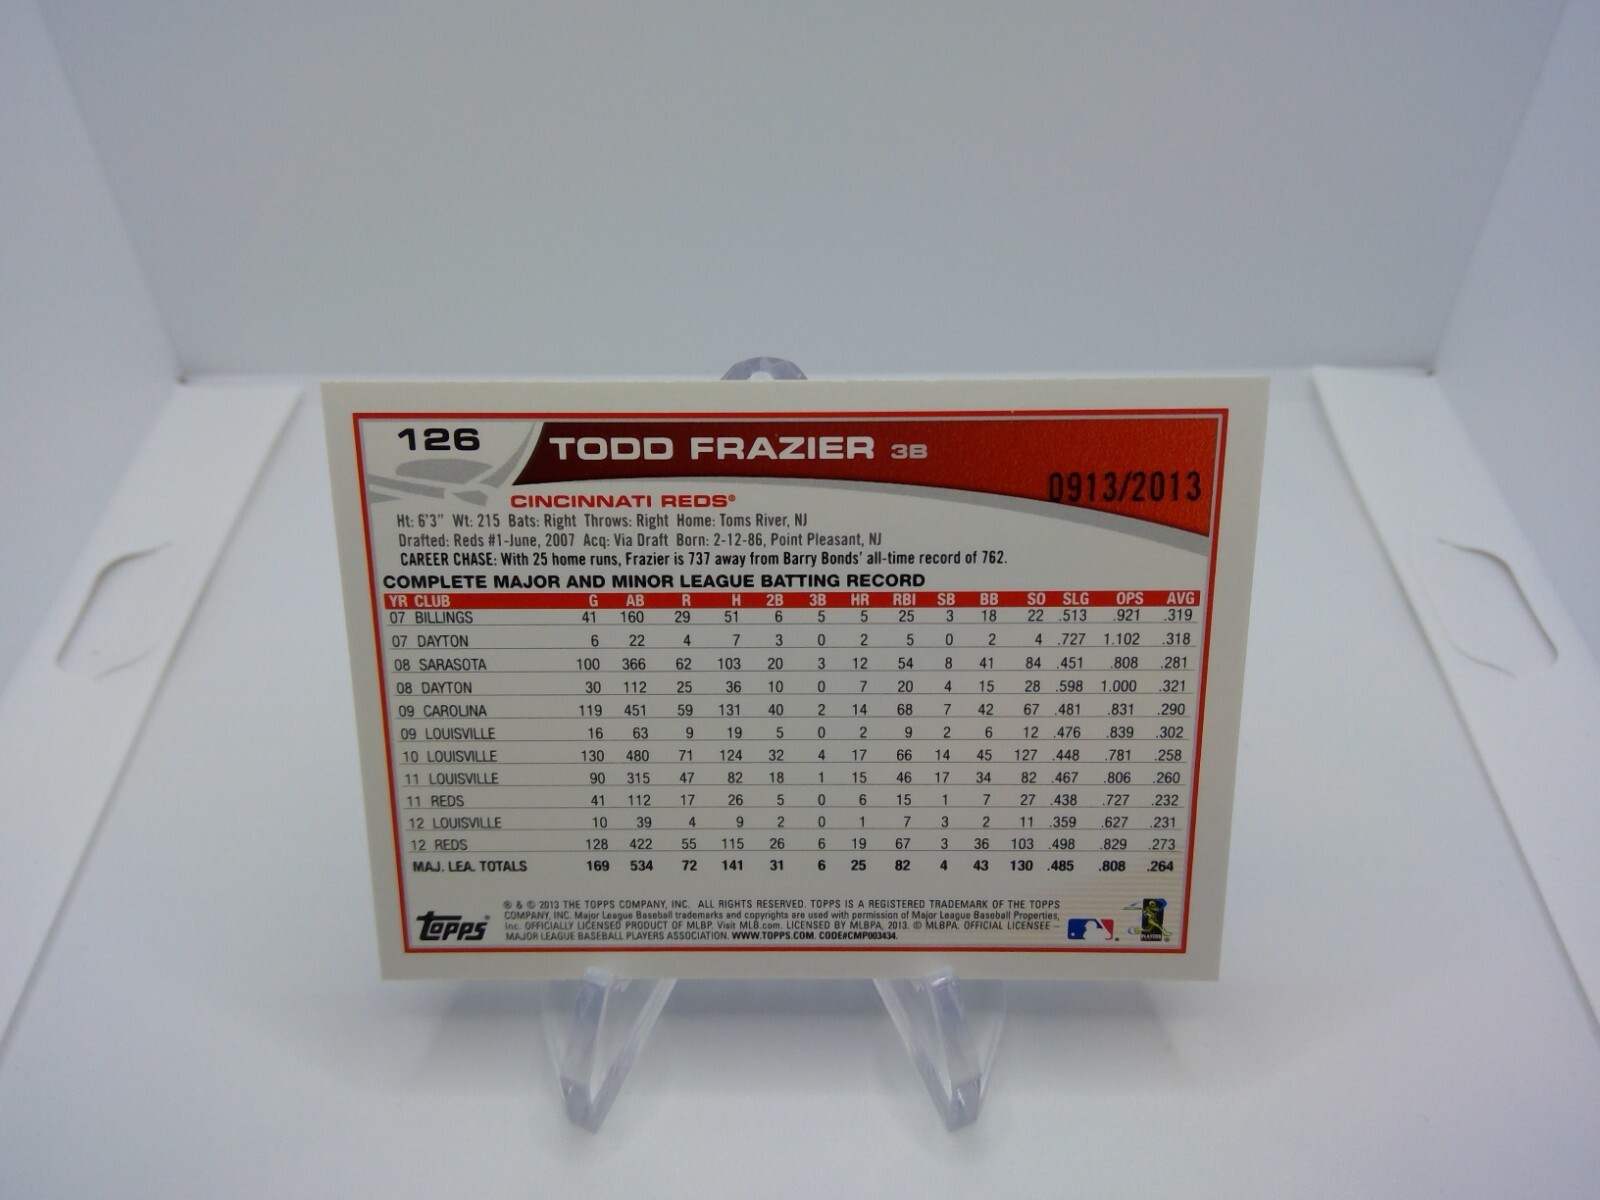 126
TODD FRAZIER 3B
0913/2013
CINCINNATI REDS®
Ht: 6'3" Wt: 215 Bats: Right Throws: Right Home: Toms River, NJ
Drafted: Reds #1-June, 2007 Acq: Via Draft Born: 2-12-86, Point Pleasant, NJ
CAREER CHASE: With 25 home runs, Frazier is 737 away from Barry Bonds' all-time record of 762.
COMPLETE MAJOR AND MINOR LEAGUE BATTING RECORD
YR CLUB G AB R H 2B 3B HR RBI SB BB SO SLG OPS AVG
07 BILLINGS 41 160 29 51 6 5 5 25 3 18 22 .513 .921 .319
07 DAYTON 6 22 4 7 3 0 2 5 0 2 4 .727 1.102 .318
08 SARASOTA 100 366 62 103 20 3 12 54 8 41 84 .451 .808 .281
08 DAYTON 30 112 25 36 10 0 7 20 4 15 28 .598 1.000 .321
09 CAROLINA 119 451 59 131 40 2 14 68 7 42 67 .481 .831 .290
09 LOUISVILLE 16 63 9 19 5 0 2 9 2 6 12 .476 .839 .302
10 LOUISVILLE 130 480 71 124 32 4 17 66 14 45 127 .448 .781 .258
11 LOUISVILLE 90 315 47 82 18 1 15 46 17 34 82 .467 .806 .260
11 REDS 41 112 17 26 5 0 6 15 1 7 27 .438 .727 .232
12 LOUISVILLE 10 39 4 9 2 0 1 7 3 2 11 .359 .627 .231
12 REDS 128 422 55 115 26 6 19 67 3 36 103 .498 .829 .273
MAJ. LEA. TOTALS 169 534 72 141 31 6 25 82 4 43 130 .485 .808 .264
topps®
® & © 2013 THE TOPPS COMPANY, INC. ALL RIGHTS RESERVED. TOPPS IS A REGISTERED TRADEMARK OF THE TOPPS
COMPANY, INC. Major League Baseball trademarks and copyrights are used with permission of Major League Baseball Properties,
Inc. OFFICIALLY LICENSED PRODUCT OF MLBP. Visit MLB.com. LICENSED BY MLBPA, 2013. © MLBPA. OFFICIAL LICENSEE –
MAJOR LEAGUE BASEBALL PLAYERS ASSOCIATION. WWW.TOPPS.COM. CODE#CMP003434.